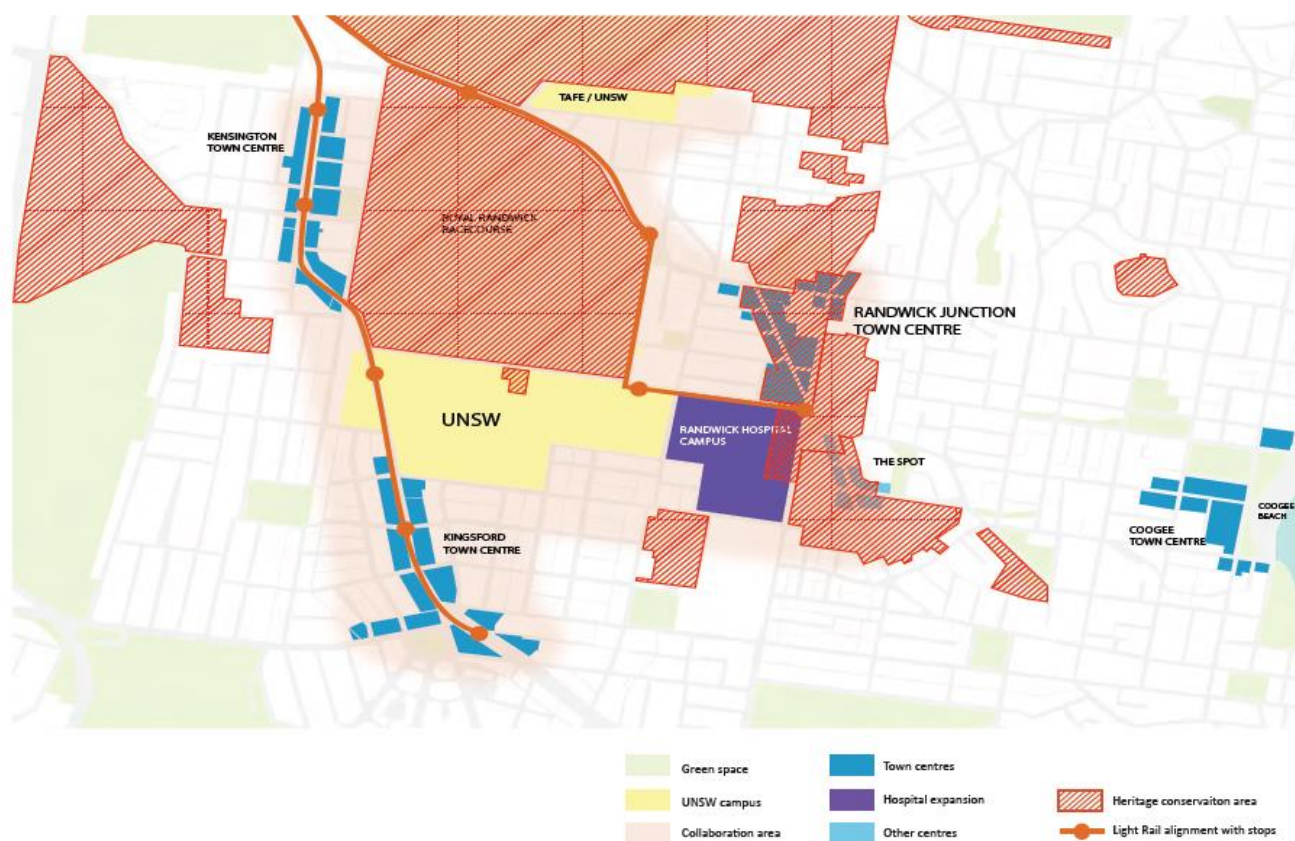 TAFE / UNSW
KENSINGTON
TOWN CENTRE
ROYAL RANDWICK
RACECOURSE
RANDWICK JUNCTION
TOWN CENTRE
UNSW
RANDWICK HOSPITAL
CAMPUS
THE SPOT
COOGEE
BEACH
COOGEE
TOWN CENTRE
KINGSFORD
TOWN CENTRE
Green space
UNSW campus
Collaboration area
Town centres
Hospital expansion
Other centres
Heritage conservaiton area
Light Rail alignment with stops